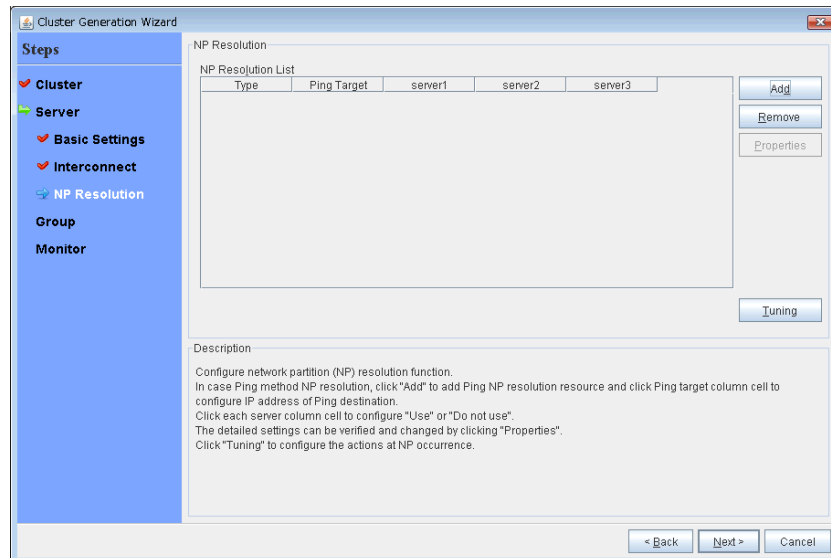 Cluster Generation Wizard
Steps
Cluster
Server
Basic Settings
Interconnect
NP Resolution
Group
Monitor
NP Resolution
NP Resolution List
Type Ping Target server1 server2 server3
Add
Remove
Properties
Tuning
Description
Configure network partition (NP) resolution function.
In case Ping method NP resolution, click "Add" to add Ping NP resolution resource and click Ping target column cell to
configure IP address of Ping destination.
Click each server column cell to configure "Use" or "Do not use".
The detailed settings can be verified and changed by clicking "Properties".
Click "Tuning" to configure the actions at NP occurrence.
< Back Next > Cancel